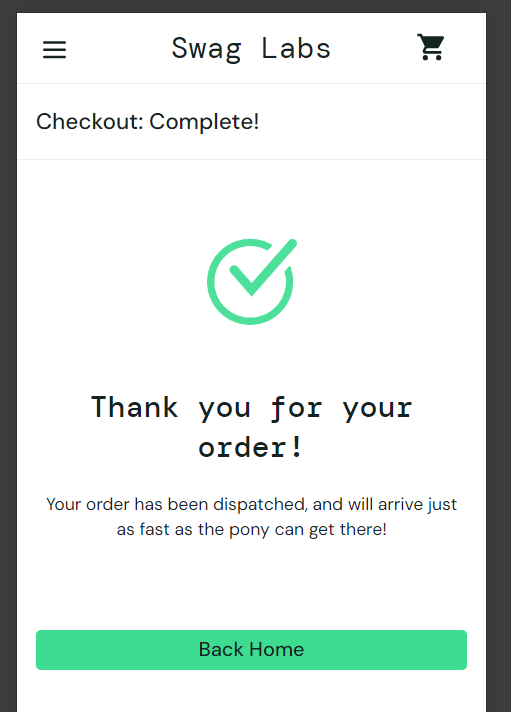 Swag Labs
Checkout: Complete!
Thank you for your
order!
Your order has been dispatched, and will arrive just
as fast as the pony can get there!
Back Home